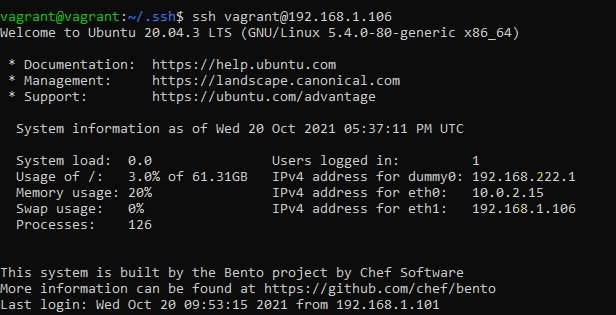 vagrant@vagrant:~/.ssh$ ssh vagrant@192.168.1.106
Welcome to Ubuntu 20.04.3 LTS (GNU/Linux 5.4.0-80-generic x86_64)
* Documentation: https://help.ubuntu.com
* Management: https://landscape.canonical.com
* Support: https://ubuntu.com/advantage
System information as of Wed 20 Oct 2021 05:37:11 PM UTC
System load: 0.0 Users logged in: 1
Usage of /: 3.0% of 61.31GB IPv4 address for dummy0: 192.168.222.1
Memory usage: 20% IPv4 address for eth0: 10.0.2.15
Swap usage: 0% IPv4 address for eth1: 192.168.1.106
Processes: 126
This system is built by the Bento project by Chef Software
More information can be found at https://github.com/chef/bento
Last login: Wed Oct 20 09:53:15 2021 from 192.168.1.101